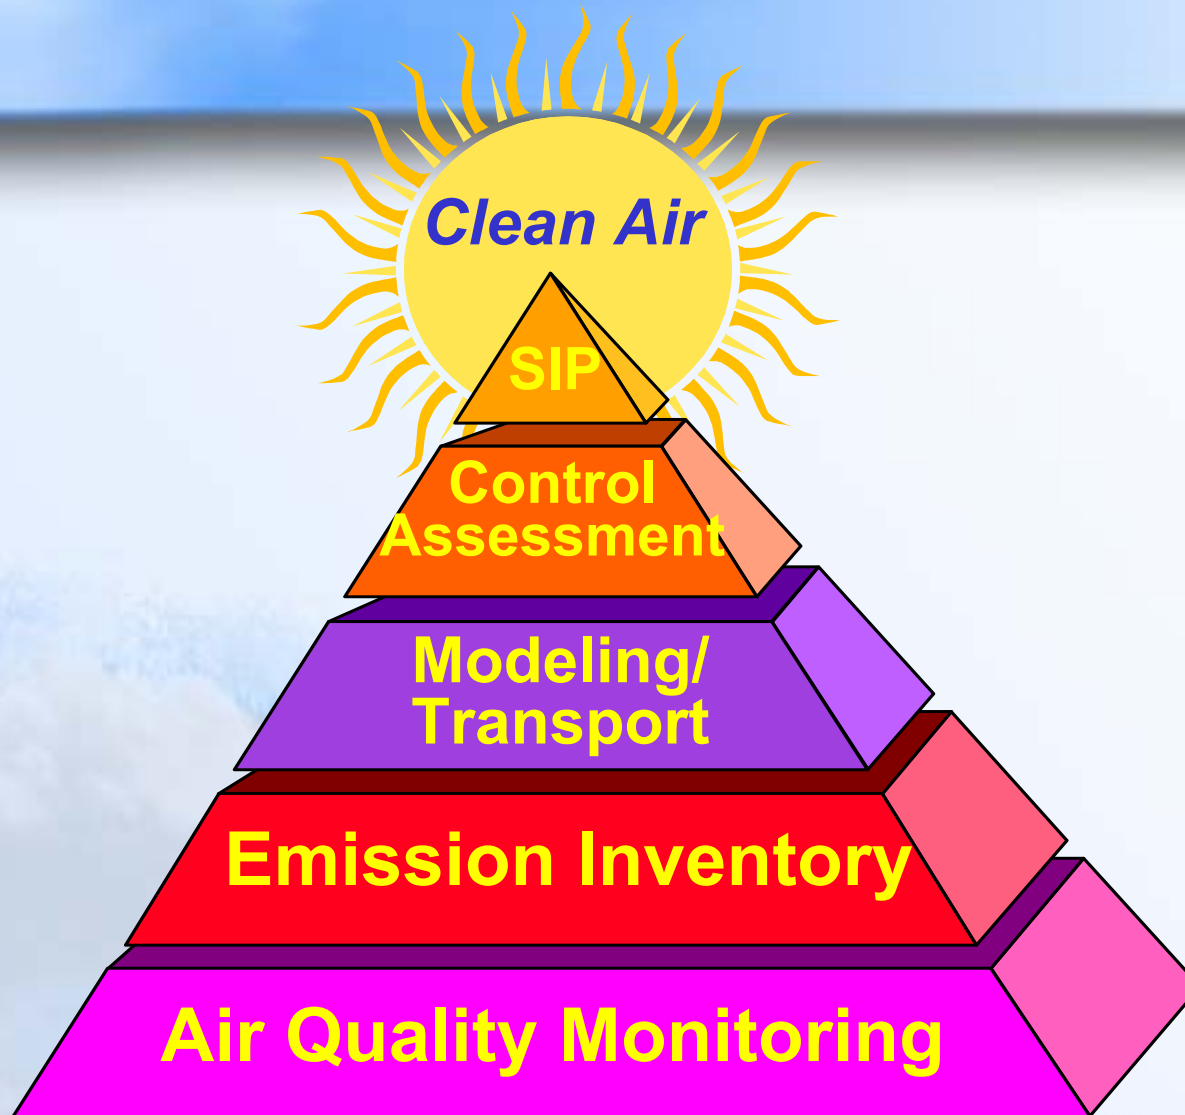 Clean Air
SIP
Control
Assessment
Modeling/
Transport
Emission Inventory
Air Quality Monitoring